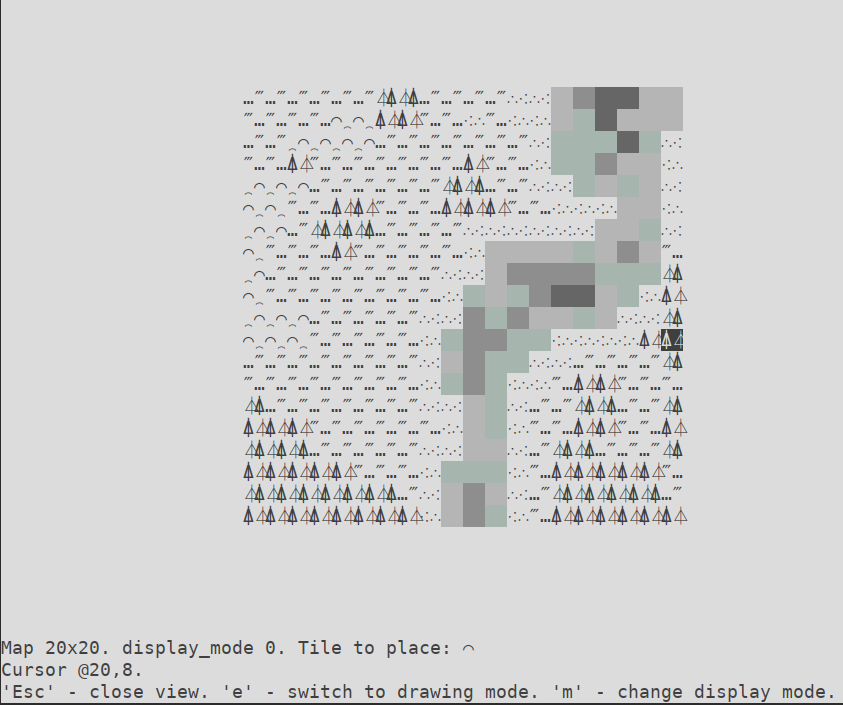 Map 20x20. display_mode 0. Tile to place: ⌒
Cursor @20,8.
'Esc' - close view. 'e' - switch to drawing mode. 'm' - change display mode.